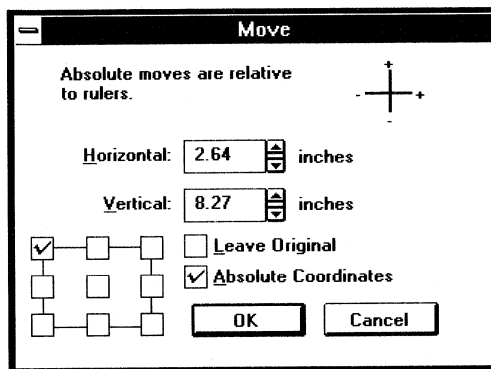 Move
Absolute moves are relative
to rulers.
+
- +
-
Horizontal: 2.64 inches
Vertical: 8.27 inches
Leave Original
Absolute Coordinates
OK Cancel